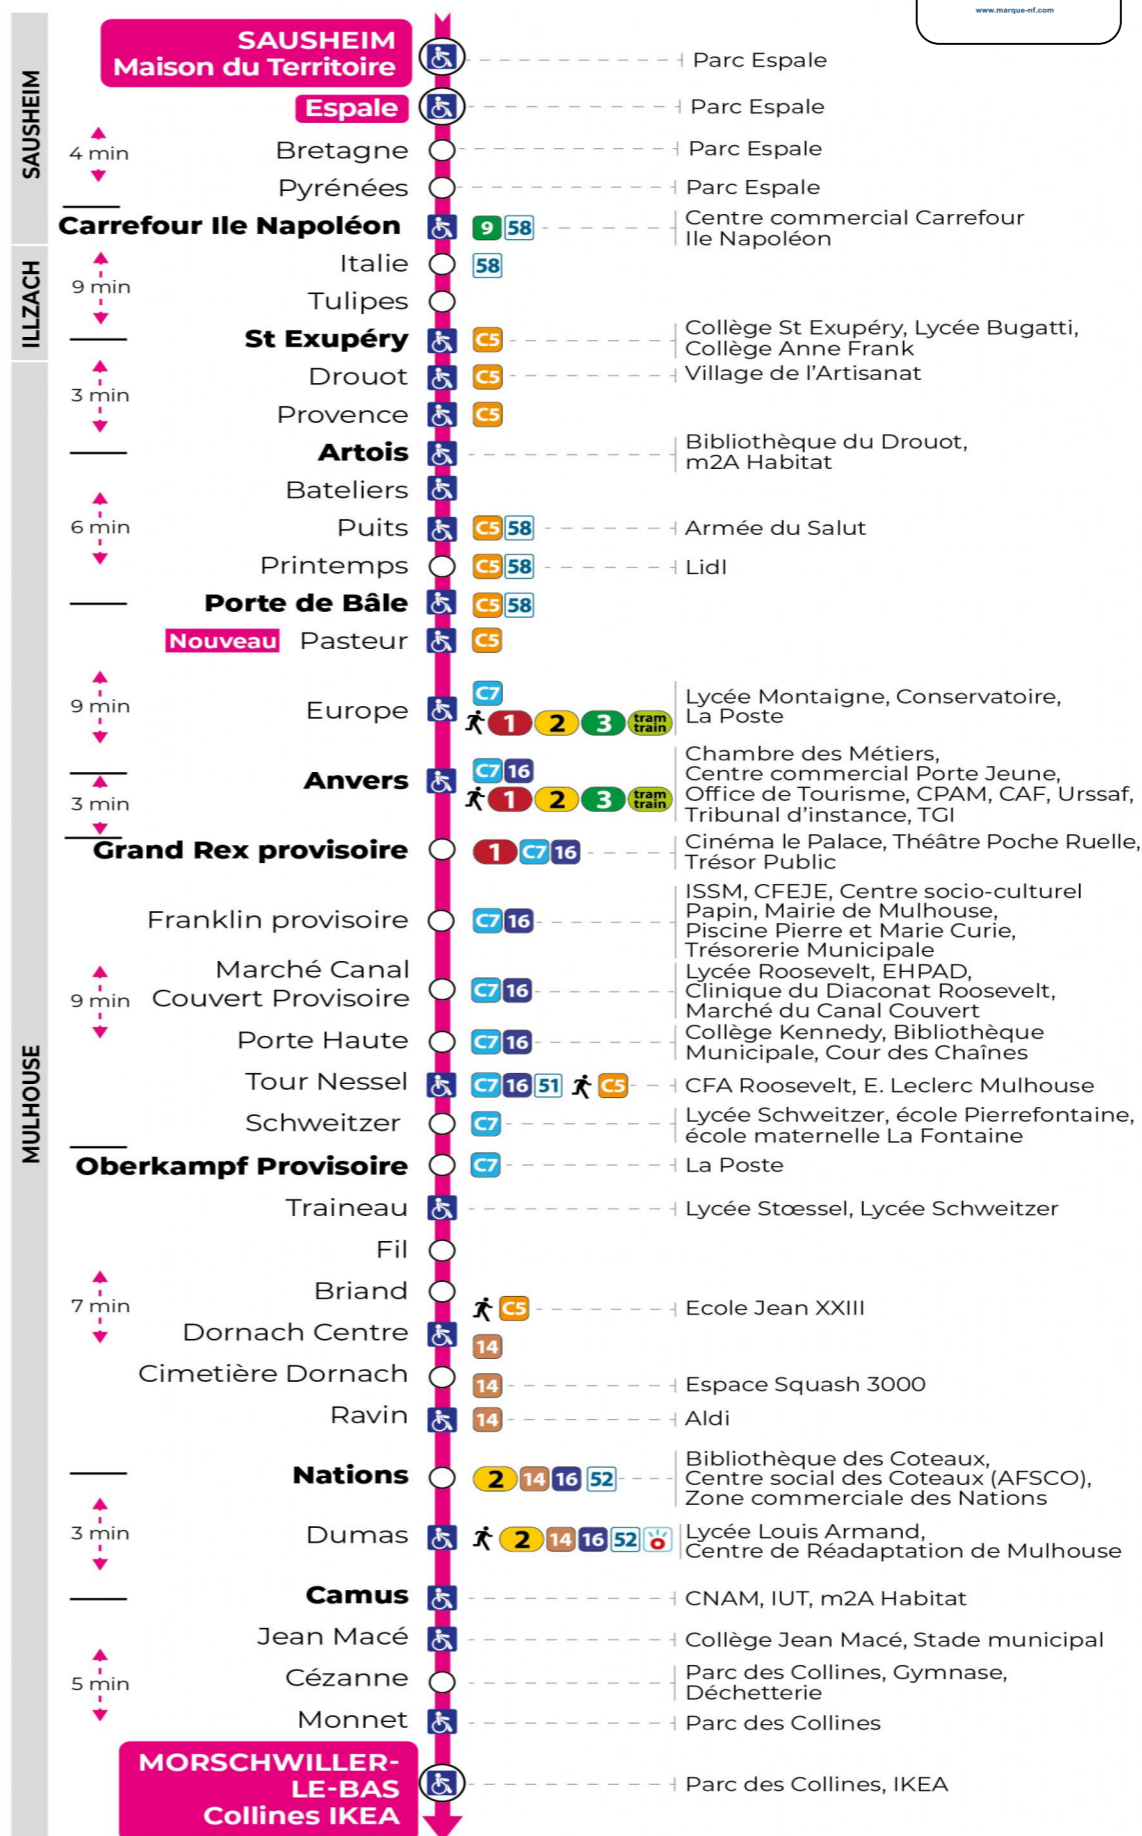 www.marque-nf.com
SAUSHEIM
SAUSHEIM
Maison du Territoire
Parc Espale
Espale
Parc Espale
4 min
Bretagne
Parc Espale
Pyrénées
Parc Espale
Carrefour Ile Napoléon
9 58
Centre commercial Carrefour
Ile Napoléon
ILLZACH
9 min
Italie
58
Tulipes
St Exupéry
C5
Collège St Exupéry, Lycée Bugatti,
Collège Anne Frank
MULHOUSE
3 min
Drouot
C5
Village de l’Artisanat
Provence
C5
Artois
Bibliothèque du Drouot,
m2A Habitat
6 min
Bateliers
Puits
C5 58
Armée du Salut
Printemps
C5 58
Lidl
Porte de Bâle
C5 58
Nouveau Pasteur
C5
9 min
Europe
C7
1 2 3 tram train
Lycée Montaigne, Conservatoire,
La Poste
Anvers
C7 16
1 2 3 tram train
Chambre des Métiers,
Centre commercial Porte Jeune,
Office de Tourisme, CPAM, CAF, Urssaf,
Tribunal d’instance, TGI
3 min
Grand Rex provisoire
1 C7 16
Cinéma le Palace, Théâtre Poche Ruelle,
Trésor Public
Franklin provisoire
C7 16
ISSM, CFEJE, Centre socio-culturel
Papin, Mairie de Mulhouse,
Piscine Pierre et Marie Curie,
Trésorerie Municipale
9 min
Marché Canal
Couvert Provisoire
C7 16
Lycée Roosevelt, EHPAD,
Clinique du Diaconat Roosevelt,
Marché du Canal Couvert
Porte Haute
C7 16
Collège Kennedy, Bibliothèque
Municipale, Cour des Chaînes
Tour Nessel
C7 16 51 C5
CFA Roosevelt, E. Leclerc Mulhouse
Schweitzer
C7
Lycée Schweitzer, école Pierrefontaine,
école maternelle La Fontaine
Oberkampf Provisoire
C7
La Poste
Traineau
Lycée Stœssel, Lycée Schweitzer
Fil
7 min
Briand
C5
Ecole Jean XXIII
Dornach Centre
14
Cimetière Dornach
14
Espace Squash 3000
Ravin
14
Aldi
Nations
2 14 16 52
Bibliothèque des Coteaux,
Centre social des Coteaux (AFSCO),
Zone commerciale des Nations
3 min
Dumas
2 14 16 52
Lycée Louis Armand,
Centre de Réadaptation de Mulhouse
Camus
CNAM, IUT, m2A Habitat
Jean Macé
Collège Jean Macé, Stade municipal
5 min
Cézanne
Parc des Collines, Gymnase,
Déchetterie
Monnet
Parc des Collines
MORSCHWILLER-
LE-BAS
Collines IKEA
Parc des Collines, IKEA